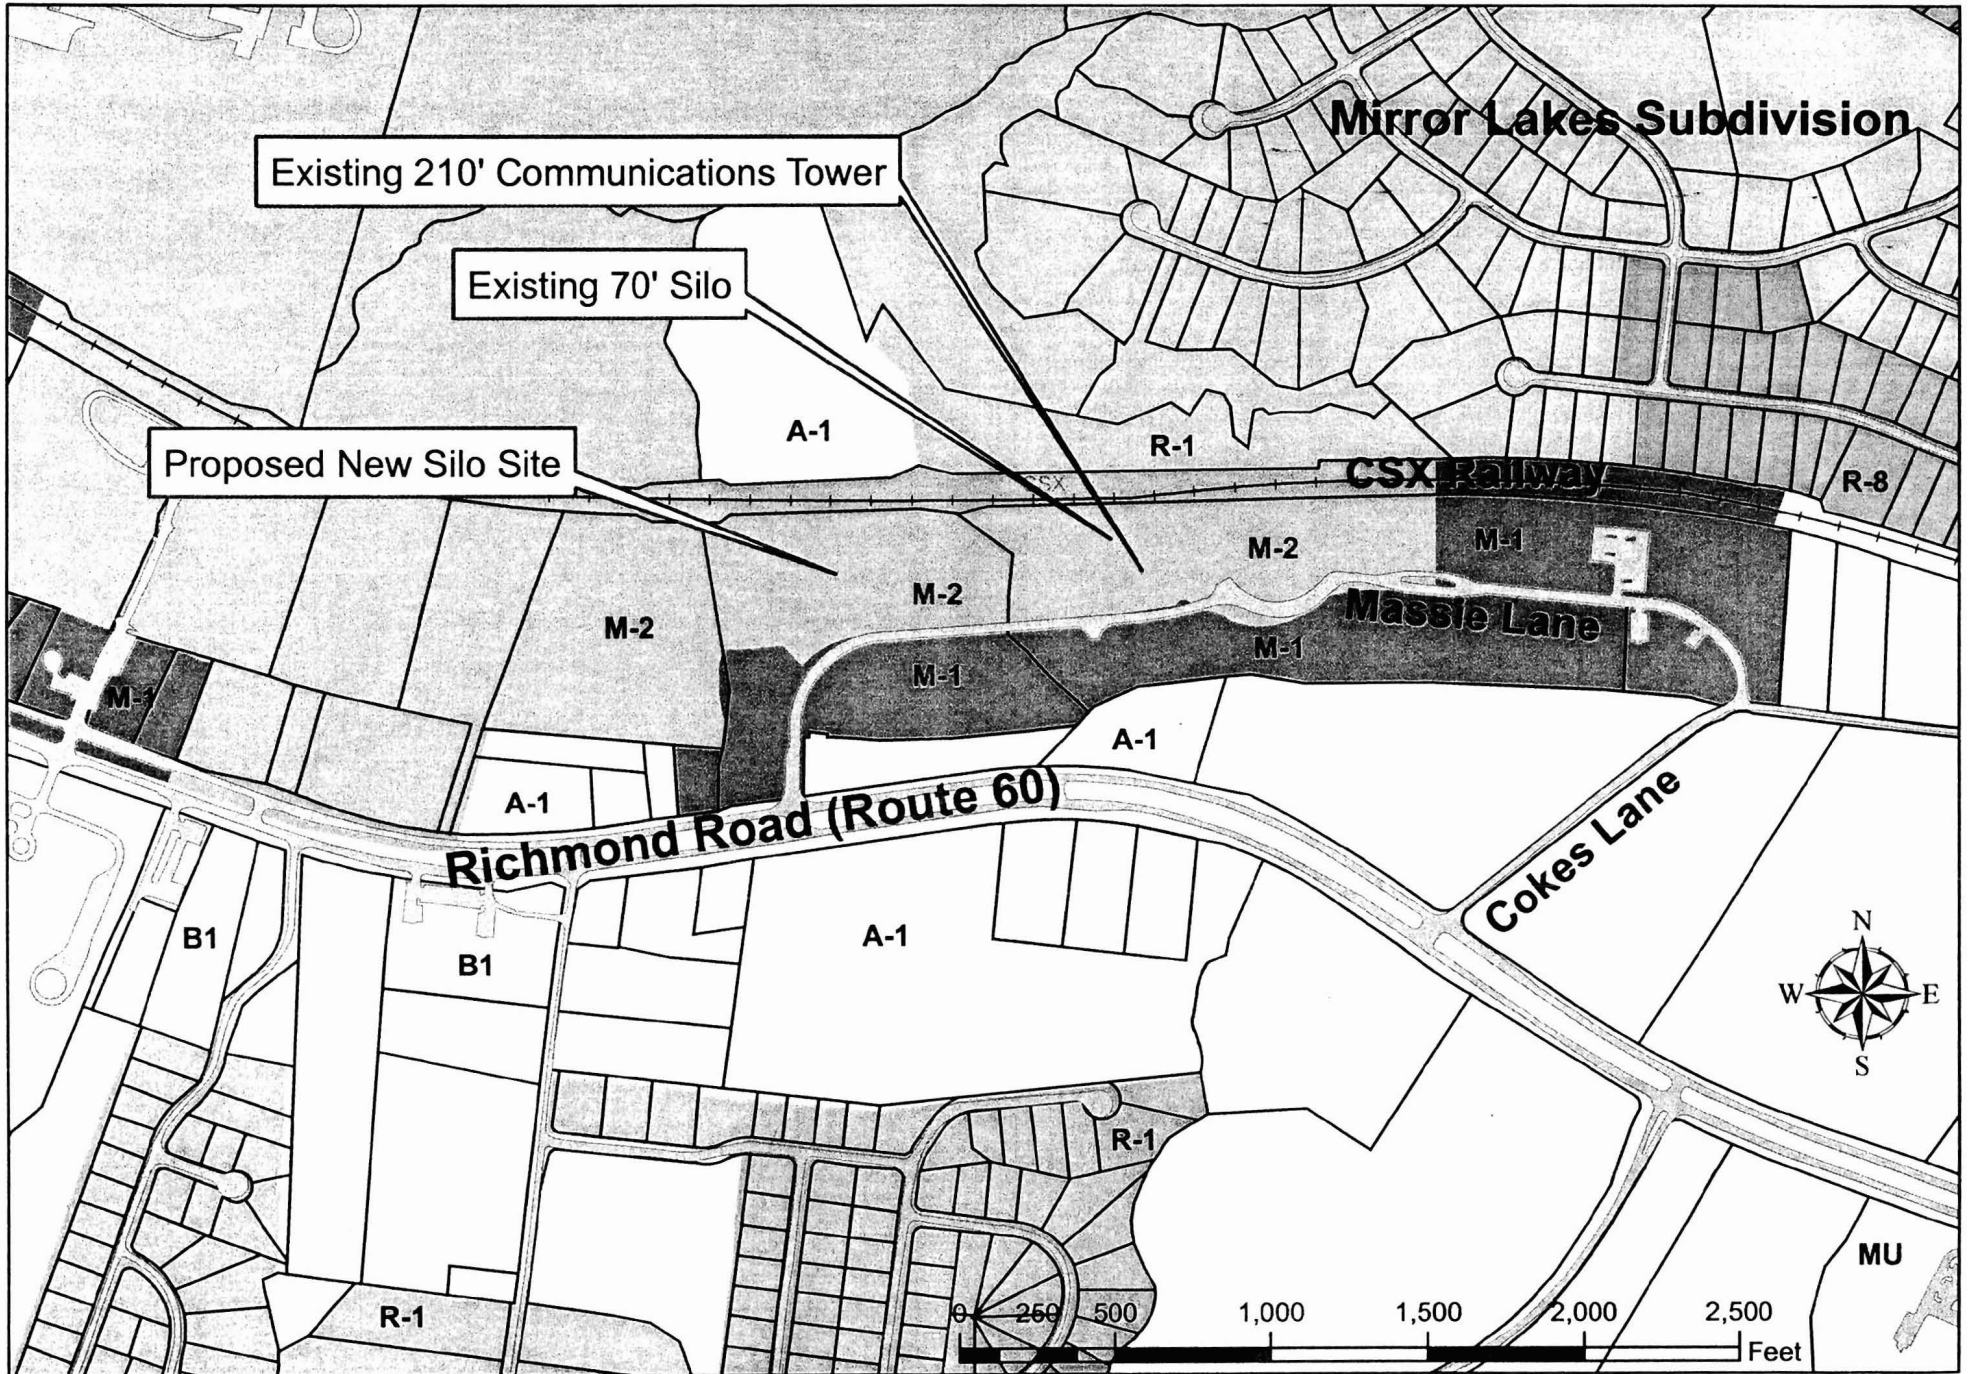 Mirror Lakes Subdivision
Existing 210' Communications Tower
Existing 70' Silo
A-1
R-1
Proposed New Silo Site
CSX
CSX Railway
R-8
M-2
M-1
M-2
M-2
Massie Lane
M-1
M-1
M-1
A-1
A-1
Richmond Road (Route 60)
Cokes Lane
B1
B1
A-1
N
W
E
S
R-1
MU
R-1
0 250 500 1,000 1,500 2,000 2,500
Feet